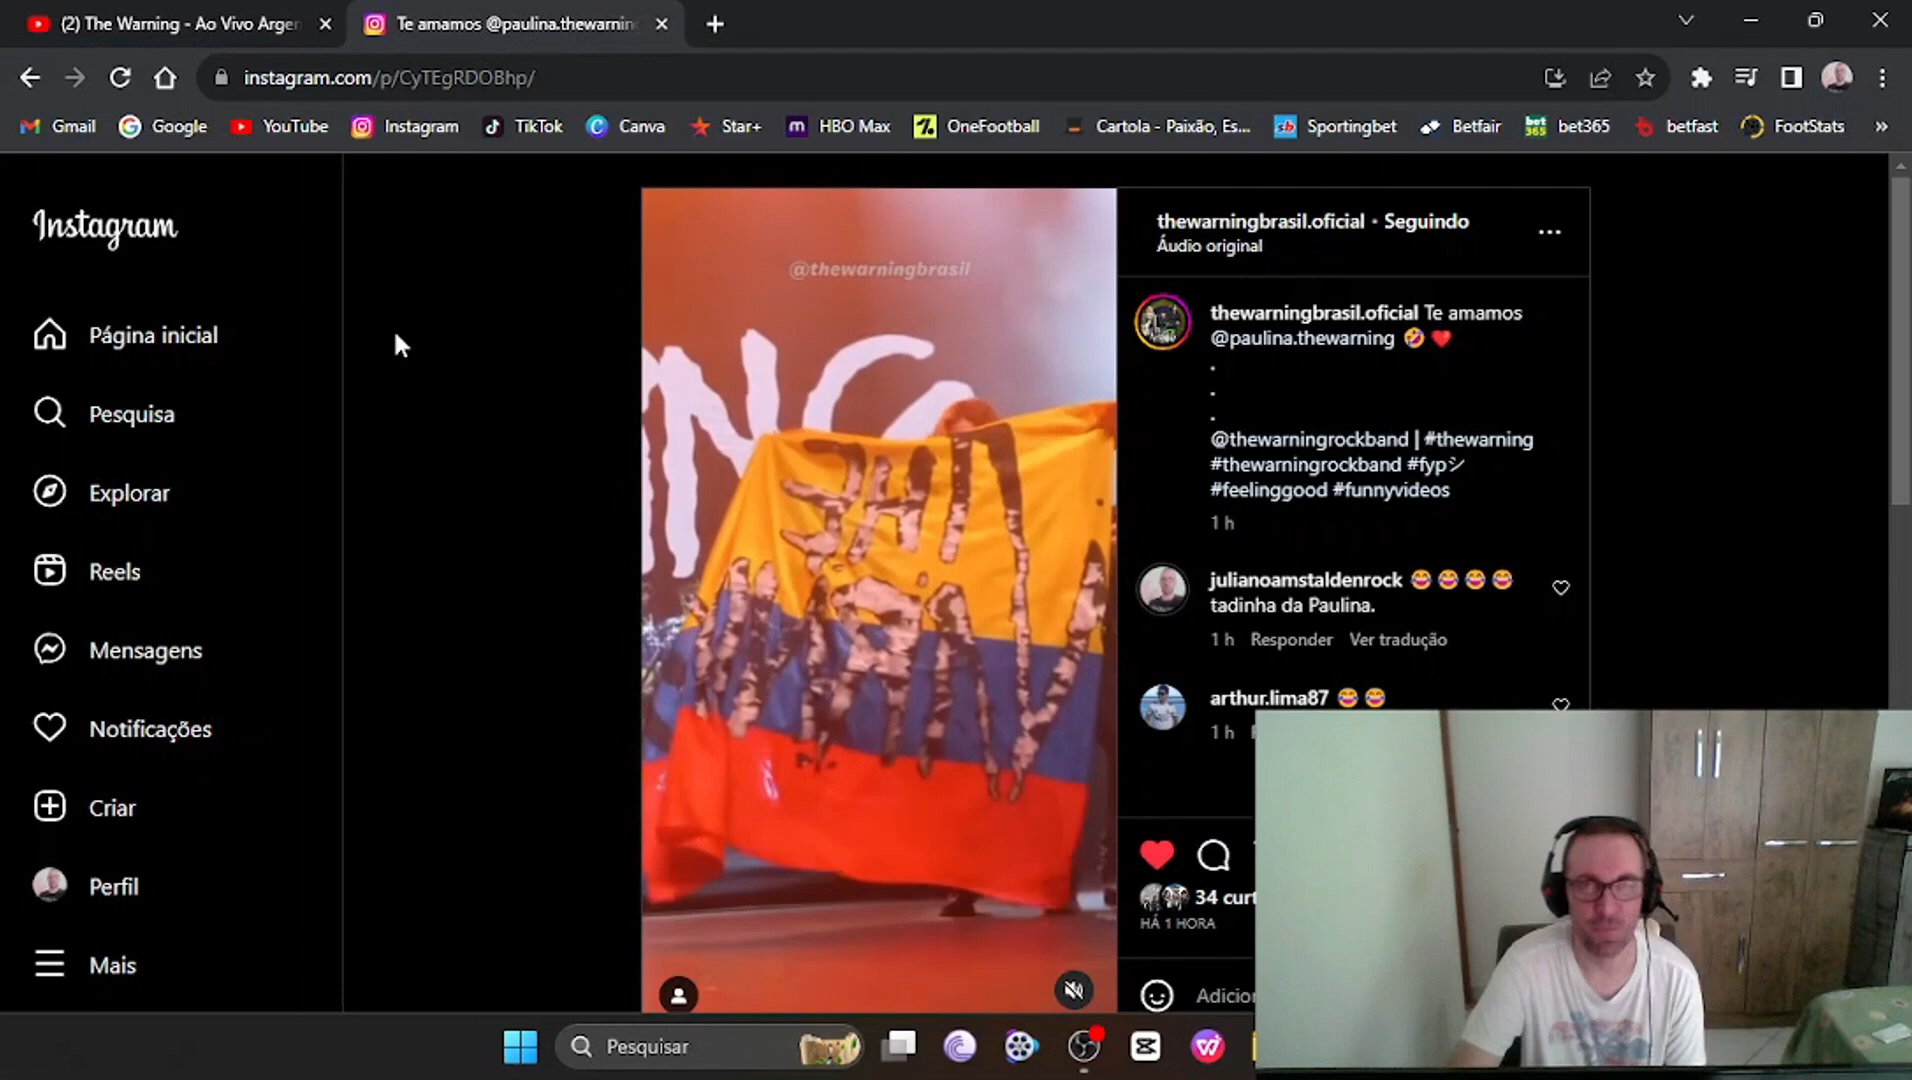 (2) The Warning - Ao Vivo Argen
Te amamos @paulina.thewarnin
instagram.com/p/CyTEgRDOBhp/
Gmail
Google
YouTube
Instagram
TikTok
Canva
Star+
HBO Max
OneFootball
Cartola - Paixão, Es...
Sportingbet
Betfair
bet365
betfast
FootStats
Instagram
Página inicial
Pesquisa
Explorar
Reels
Mensagens
Notificações
Criar
Perfil
Mais
@thewarningbrasil
thewarningbrasil.oficial • Seguindo
Áudio original
thewarningbrasil.oficial Te amamos
@paulina.thewarning 🤣 ❤️
.
.
.
@thewarningrockband | #thewarning
#thewarningrockband #fypシ
#feelinggood #funnyvideos
1 h
julianoamstaldenrock 😂 😂 😂 😂
tadinha da Paulina.
1 h Responder Ver tradução
arthur.lima87 😂 😂
1 h
34 curt
HÁ 1 HORA
Adicion
Pesquisar